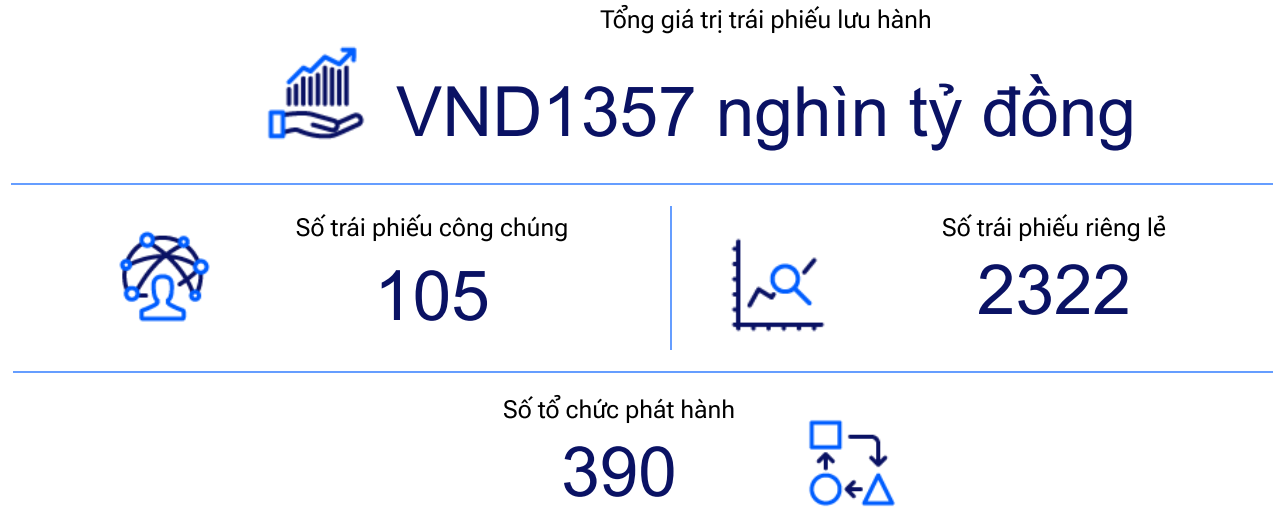 Tổng giá trị trái phiếu lưu hành
VND1357 nghìn tỷ đồng
Số trái phiếu công chúng
105
Số trái phiếu riêng lẻ
2322
Số tổ chức phát hành
390